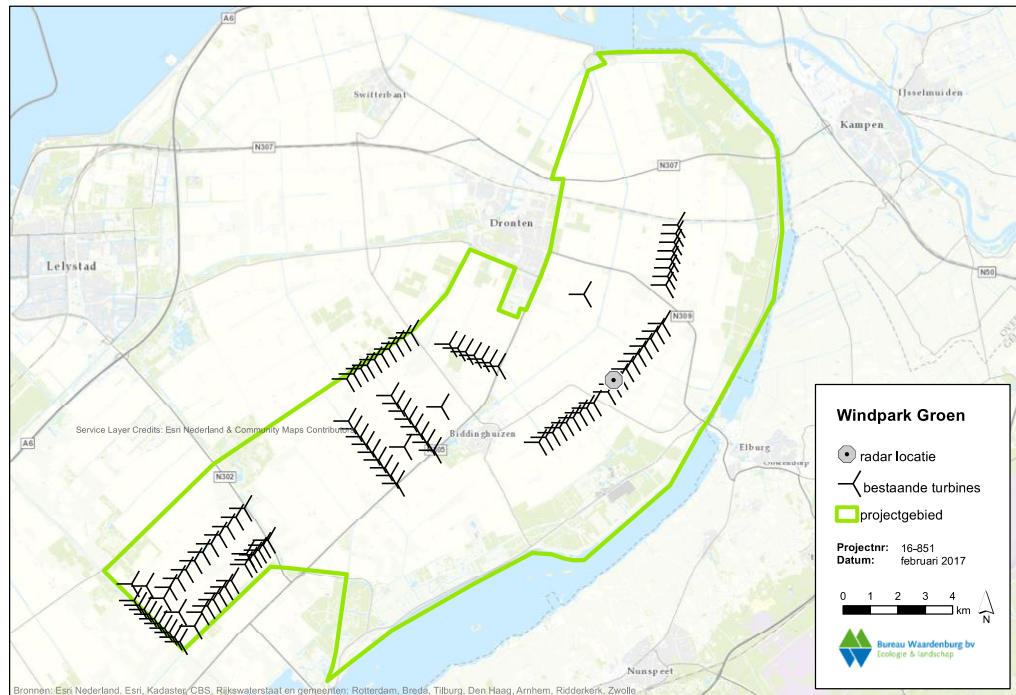 A6
Swifterbant
IJsselmuiden
Kampen
N307
N307
Dronten
Lelystad
N50
N309
Service Layer Credits: Esri Nederland & Community Maps Contributors
A6
Biddinghuizen
Elburg
N302
Nunspeet
Windpark Groen
radar locatie
bestaande turbines
projectgebied
Projectnr: 16-851
Datum: februari 2017
0 1 2 3 4
km
N
Bureau Waardenburg bv
Ecologie & landschap
Bronnen: Esri Nederland, Esri, Kadaster, CBS, Rijkswaterstaat en gemeenten: Rotterdam, Breda, Tilburg, Den Haag, Arnhem, Ridderkerk, Zwolle